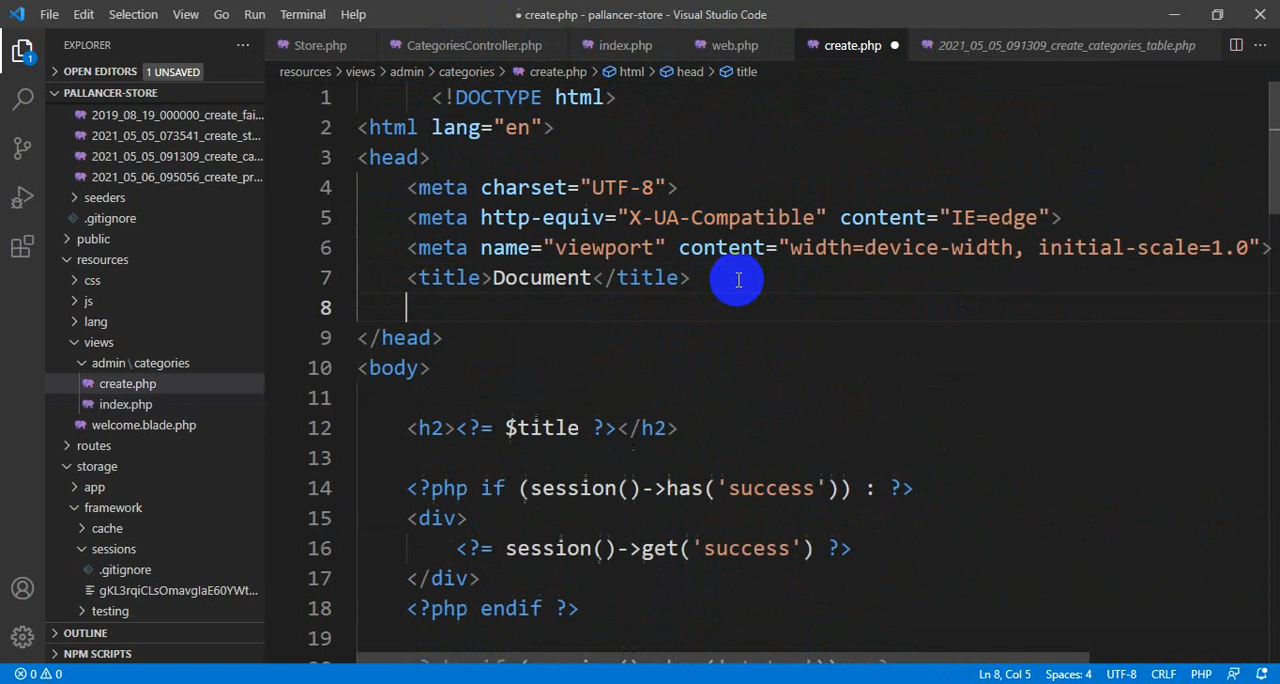 File Edit Selection View Go Run Terminal Help
● create.php - pallancer-store - Visual Studio Code
EXPLORER ···
Store.php CategoriesController.php index.php web.php create.php ● 2021_05_05_091309_create_categories_table.php ···
OPEN EDITORS 1 UNSAVED
resources > views > admin > categories > create.php > html > head > title
PALLANCER-STORE
2019_08_19_000000_create_fai...
2021_05_05_073541_create_st...
2021_05_05_091309_create_ca...
2021_05_06_095056_create_pr...
seeders
.gitignore
public
resources
css
js
lang
views
admin \ categories
create.php
index.php
welcome.blade.php
routes
storage
app
framework
cache
sessions
.gitignore
gKL3rqiCLsOmavglaE60YWt...
testing
OUTLINE
NPM SCRIPTS
1 <!DOCTYPE html>
2 <html lang="en">
3 <head>
4 <meta charset="UTF-8">
5 <meta http-equiv="X-UA-Compatible" content="IE=edge">
6 <meta name="viewport" content="width=device-width, initial-scale=1.0">
7 <title>Document</title>
8
9 </head>
10 <body>
11
12 <h2><?= $title ?></h2>
13
14 <?php if (session()->has('success')) : ?>
15 <div>
16 <?= session()->get('success') ?>
17 </div>
18 <?php endif ?>
19
1
0 0 Ln 8, Col 5 Spaces: 4 UTF-8 CRLF PHP